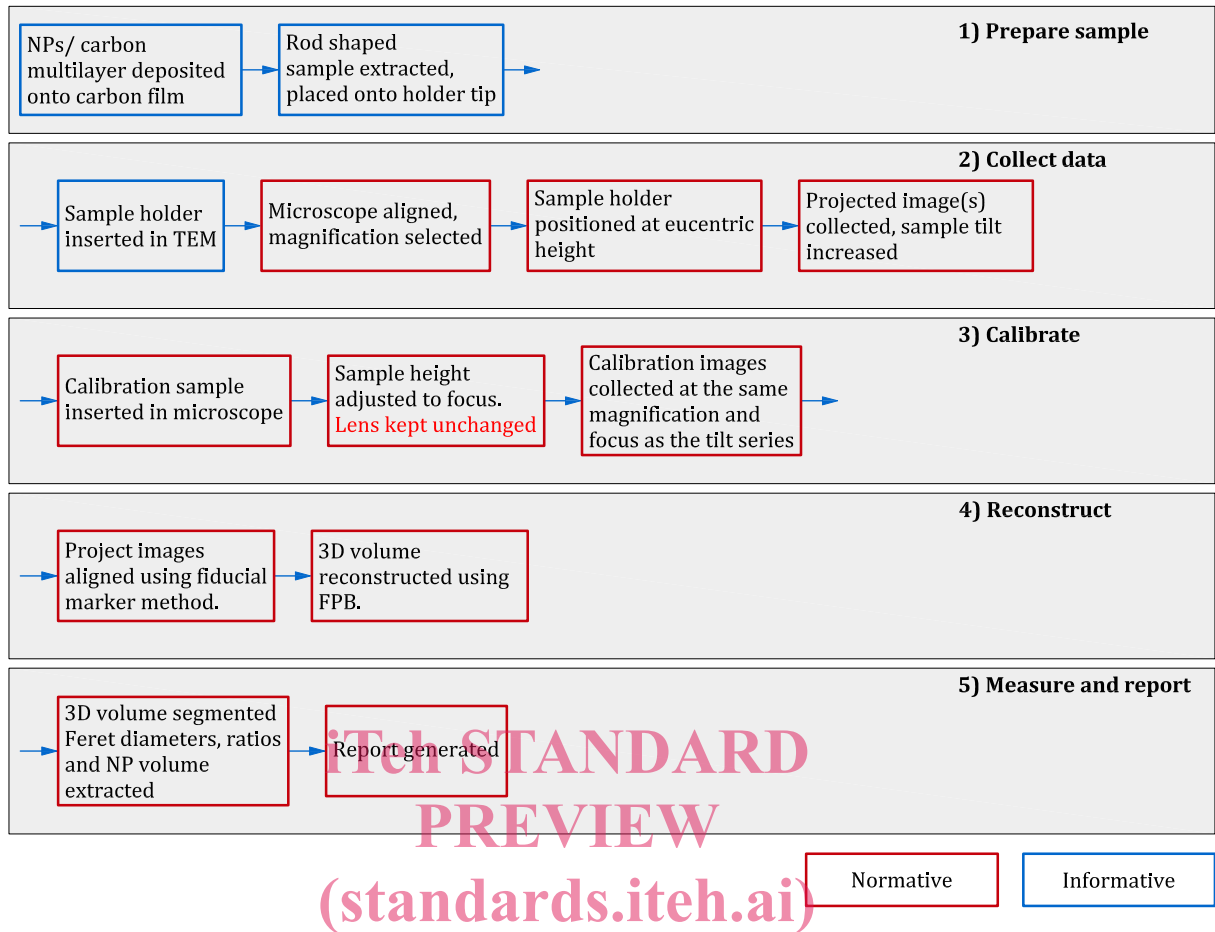 1) Prepare sample
NPs/ carbon
multilayer deposited
onto carbon film
Rod shaped
sample extracted,
placed onto holder tip
2) Collect data
Sample holder
inserted in TEM
Microscope aligned,
magnification selected
Sample holder
positioned at eucentric
height
Projected image(s)
collected, sample tilt
increased
3) Calibrate
Calibration sample
inserted in microscope
Sample height
adjusted to focus.
Lens kept unchanged
Calibration images
collected at the same
magnification and
focus as the tilt series
4) Reconstruct
Project images
aligned using fiducial
marker method.
3D volume
reconstructed using
FPB.
5) Measure and report
3D volume segmented
Feret diameters, ratios
and NP volume
extracted
Report generated
iTeh STANDARD
PREVIEW
(standards.iteh.ai)
Normative
Informative